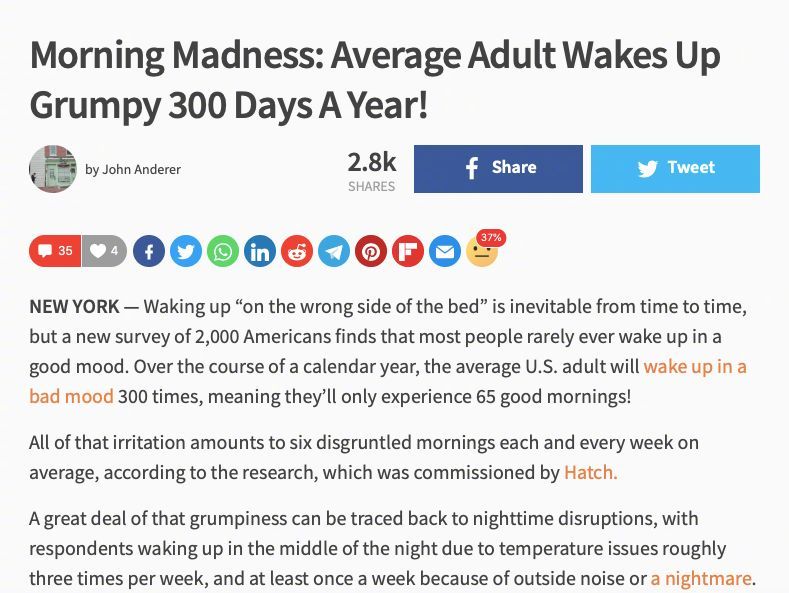 Morning Madness: Average Adult Wakes Up
Grumpy 300 Days A Year!
by John Anderer
2.8k
SHARES
Share
Tweet
35
4
37%
NEW YORK — Waking up “on the wrong side of the bed” is inevitable from time to time,
but a new survey of 2,000 Americans finds that most people rarely ever wake up in a
good mood. Over the course of a calendar year, the average U.S. adult will wake up in a
bad mood 300 times, meaning they’ll only experience 65 good mornings!
All of that irritation amounts to six disgruntled mornings each and every week on
average, according to the research, which was commissioned by Hatch.
A great deal of that grumpiness can be traced back to nighttime disruptions, with
respondents waking up in the middle of the night due to temperature issues roughly
three times per week, and at least once a week because of outside noise or a nightmare.